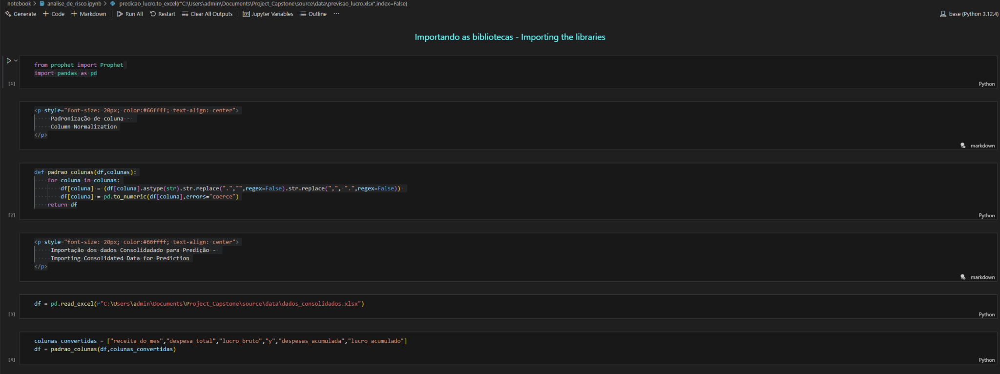 notebook > analise_de_risco.ipynb > predicao_lucro.to_excel(r"C:\Users\admin\Documents\Project_Capstone\source\data\previsao_lucro.xlsx",index=False)
Generate + Code + Markdown | Run All Restart Clear All Outputs | Jupyter Variables Outline ··· base (Python 3.12.4)
Importando as bibliotecas - Importing the libraries
from prophet import Prophet
import pandas as pd
[1] Python
<p style="font-size: 20px; color:#66ffff; text-align: center">
Padronização de coluna -
Column Normalization
</p>
markdown
def padrao_colunas(df,colunas):
for coluna in colunas:
df[coluna] = (df[coluna].astype(str).str.replace(".","",regex=False).str.replace(",", ".",regex=False))
df[coluna] = pd.to_numeric(df[coluna],errors="coerce")
return df
[2] Python
<p style="font-size: 20px; color:#66ffff; text-align: center">
Importação dos dados Consolidadado para Predição -
Importing Consolidated Data for Prediction
</p>
markdown
df = pd.read_excel(r"C:\Users\admin\Documents\Project_Capstone\source\data\dados_consolidados.xlsx")
[3] Python
colunas_convertidas = ["receita_do_mes","despesa_total","lucro_bruto","y","despesas_acumulada","lucro_acumulado"]
df = padrao_colunas(df,colunas_convertidas)
[4] Python